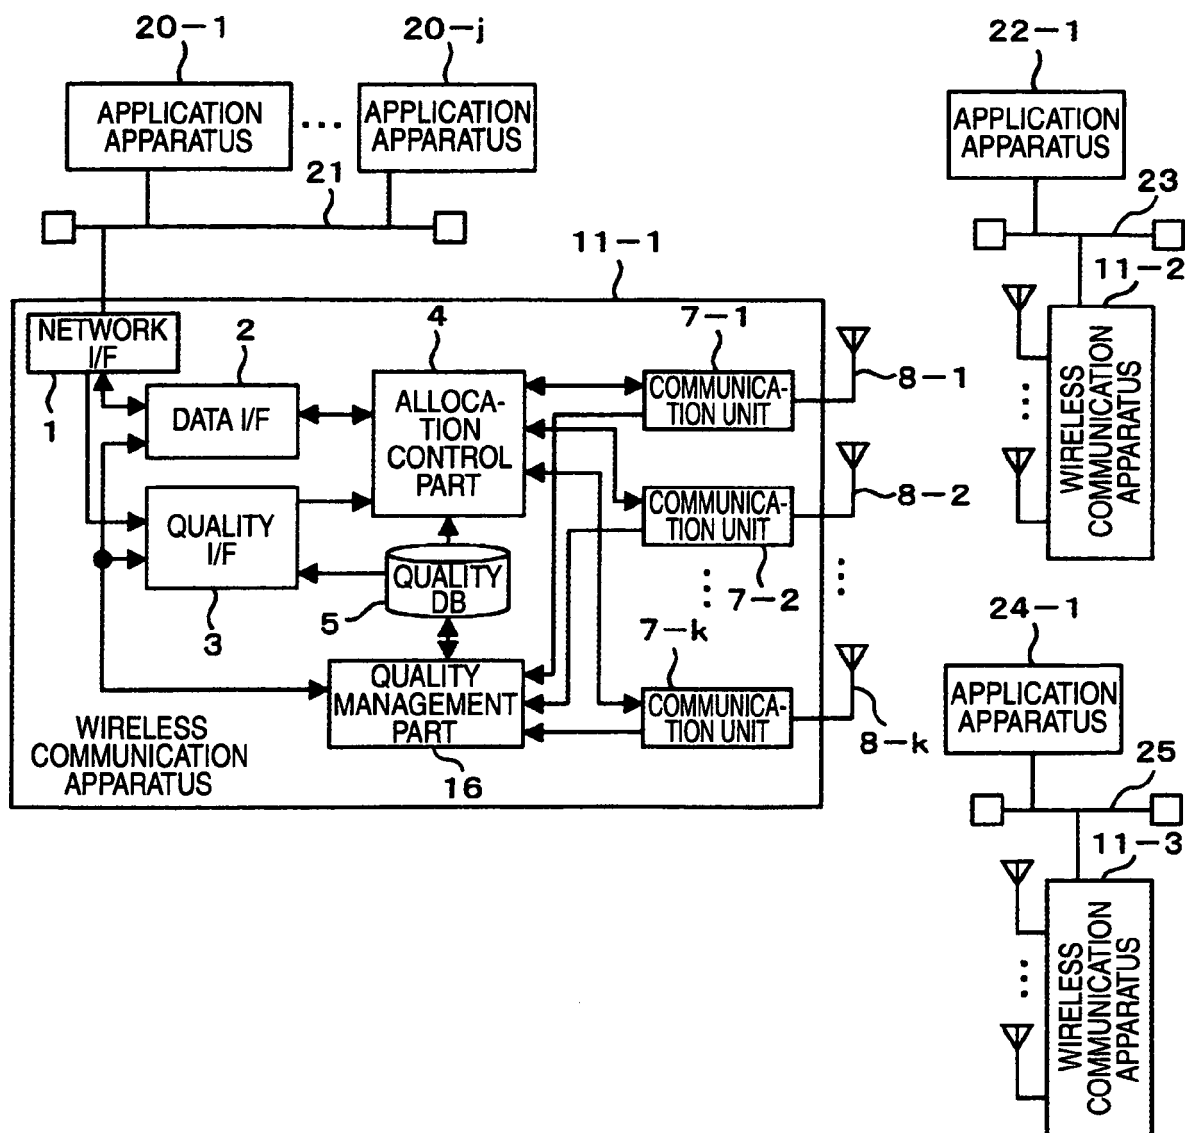 20-1
20-j
22-1
APPLICATION
APPARATUS
...
APPLICATION
APPARATUS
APPLICATION
APPARATUS
21
23
11-1
11-2
NETWORK
I/F
1
2
DATA I/F
4
ALLOCA-
TION
CONTROL
PART
7-1
COMMUNICA-
TION UNIT
8-1
QUALITY
I/F
3
QUALITY
DB
5
COMMUNICA-
TION UNIT
7-2
8-2
WIRELESS
COMMUNICATION
APPARATUS
7-k
COMMUNICA-
TION UNIT
8-k
QUALITY
MANAGEMENT
PART
16
WIRELESS
COMMUNICATION
APPARATUS
24-1
APPLICATION
APPARATUS
25
11-3
WIRELESS
COMMUNICATION
APPARATUS